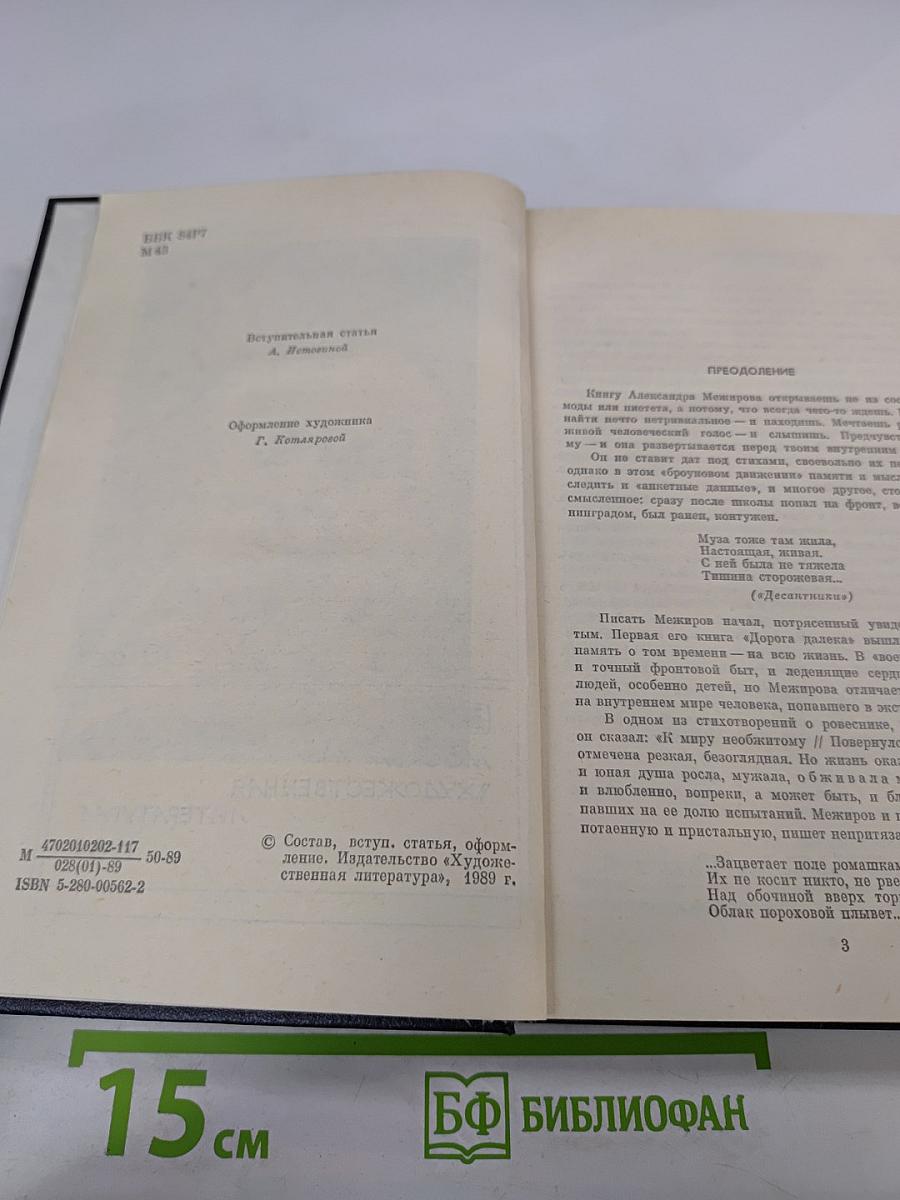 ББК 84Р7
М 43
Вступительная статья
А. Истогиной
Оформление художника
Г. Котляровой
М 4702010202-117 50-89
028(01)-89
ISBN 5-280-00562-2
© Состав, вступ. статья, оформ-
ление. Издательство «Художе-
ственная литература», 1989 г.
ПРЕОДОЛЕНИЕ
Книгу Александра Межирова открываешь не из
моды или пиетета, а потому, что всегда чего-то ждешь.
найти нечто нетривиальное — и находишь. Мечтаешь
живой человеческий голос — и слышишь.
му — и она развертывается перед твоим внутренним
Он не ставит дат под стихами, своевольно их
однако в этом «броуновом движении» памяти и
следить и «анкетные данные», и многое другое,
смысленное: сразу после школы попал на фронт,
нинградом, был ранен, контужен.
Муза тоже там жила,
Настоящая, живая.
С ней была не тяжела
Тишина сторожевая...
(«Десантники»)
Писать Межиров начал, потрясенный
тым. Первая его книга «Дорога далека»
память о том времени — на всю жизнь. В
и точный фронтовой быт, и леденящие
людей, особенно детей, но Межирова
на внутреннем мире человека, попавшего в
В одном из стихотворений о ровеснике,
он сказал: «К миру необжитому //
отмечена резкая, безоглядная. Но жизнь
и юная душа росла, мужала, обживала
и влюбленно, вопреки, а может быть, и
павших на ее долю испытаний. Межиров и
потаенную и пристальную, пишет
...Зацветает поле
Их не косит никто, не
Над обочиной вверх
Облак пороховой плывет...
3
ХУДОЖЕСТВЕННАЯ
ЛИТЕРАТУРА
15 см
БФ БИБЛИОФАН